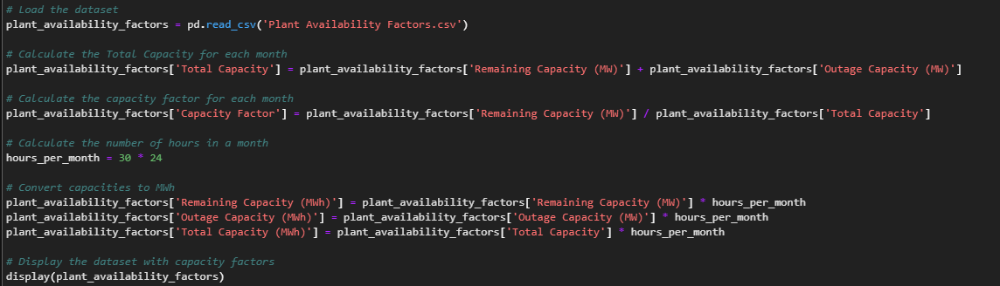 # Load the dataset
plant_availability_factors = pd.read_csv('Plant Availability Factors.csv')
# Calculate the Total Capacity for each month
plant_availability_factors['Total Capacity'] = plant_availability_factors['Remaining Capacity (MW)'] + plant_availability_factors['Outage Capacity (MW)']
# Calculate the capacity factor for each month
plant_availability_factors['Capacity Factor'] = plant_availability_factors['Remaining Capacity (MW)'] / plant_availability_factors['Total Capacity']
# Calculate the number of hours in a month
hours_per_month = 30 * 24
# Convert capacities to MWh
plant_availability_factors['Remaining Capacity (MWh)'] = plant_availability_factors['Remaining Capacity (MW)'] * hours_per_month
plant_availability_factors['Outage Capacity (MWh)'] = plant_availability_factors['Outage Capacity (MW)'] * hours_per_month
plant_availability_factors['Total Capacity (MWh)'] = plant_availability_factors['Total Capacity'] * hours_per_month
# Display the dataset with capacity factors
display(plant_availability_factors)